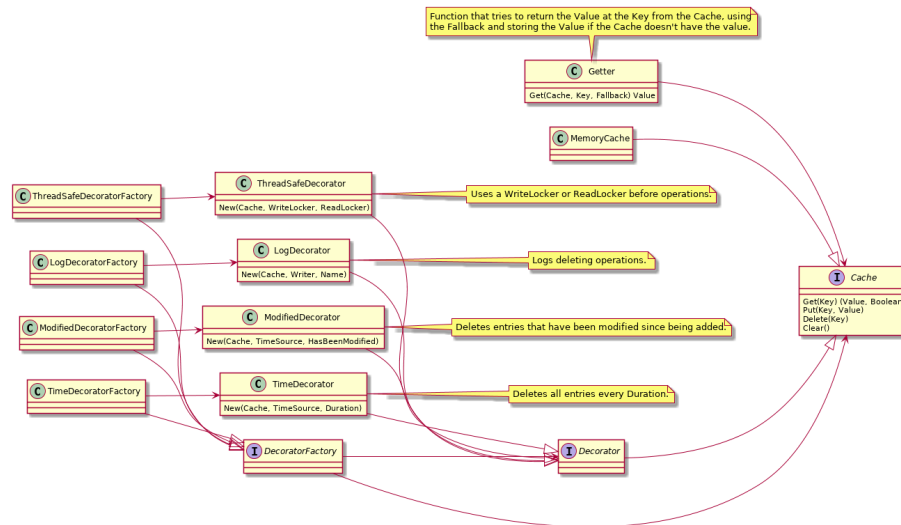 Function that tries to return the Value at the Key from the Cache, using
the Fallback and storing the Value if the Cache doesn't have the value.
C Getter
Get(Cache, Key, Fallback) Value
C MemoryCache
C ThreadSafeDecoratorFactory
C ThreadSafeDecorator
New(Cache, WriteLocker, ReadLocker)
Uses a WriteLocker or ReadLocker before operations.
C LogDecoratorFactory
C LogDecorator
New(Cache, Writer, Name)
Logs deleting operations.
I Cache
Get(Key) (Value, Boolean
Put(Key, Value)
Delete(Key)
Clear()
C ModifiedDecoratorFactory
C ModifiedDecorator
New(Cache, TimeSource, HasBeenModified)
Deletes entries that have been modified since being added.
C TimeDecoratorFactory
C TimeDecorator
New(Cache, TimeSource, Duration)
Deletes all entries every Duration.
I DecoratorFactory
I Decorator